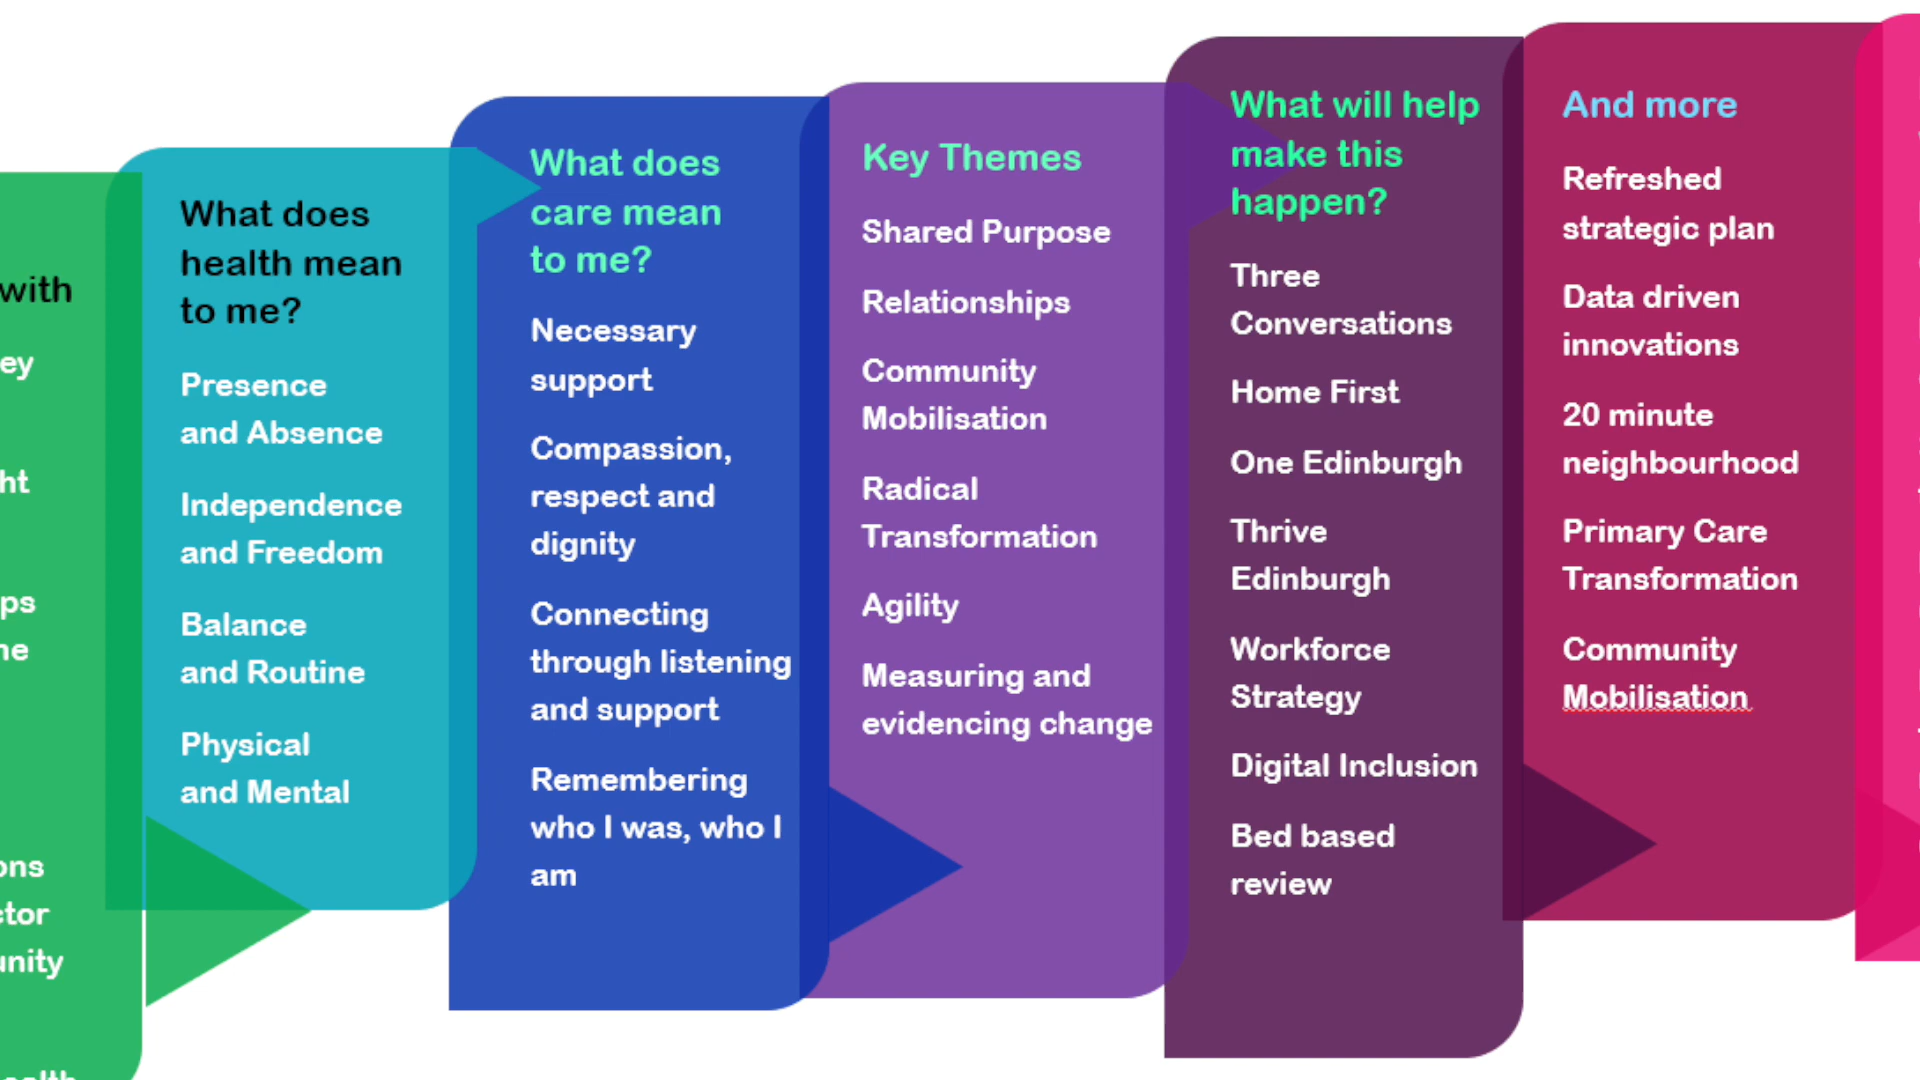 with
ey
ht
ps
ne
ons
ctor
unity
What does
health mean
to me?
Presence
and Absence
Independence
and Freedom
Balance
and Routine
Physical
and Mental
What does
care mean
to me?
Necessary
support
Compassion,
respect and
dignity
Connecting
through listening
and support
Remembering
who I was, who I
am
Key Themes
Shared Purpose
Relationships
Community
Mobilisation
Radical
Transformation
Agility
Measuring and
evidencing change
What will help
make this
happen?
Three
Conversations
Home First
One Edinburgh
Thrive
Edinburgh
Workforce
Strategy
Digital Inclusion
Bed based
review
And more
Refreshed
strategic plan
Data driven
innovations
20 minute
neighbourhood
Primary Care
Transformation
Community
Mobilisation